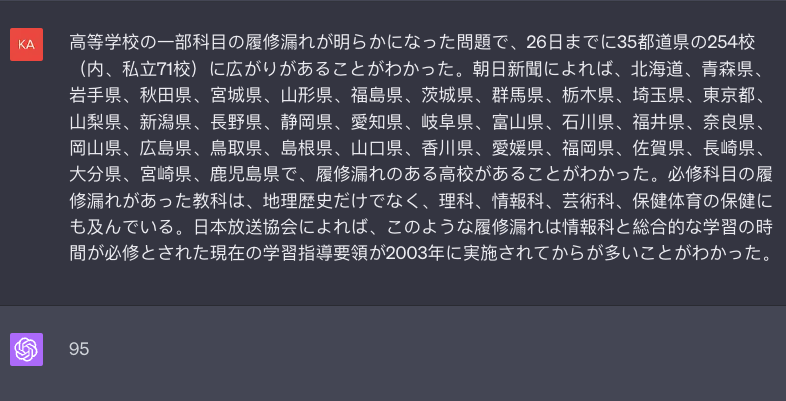 KA
高等学校の一部科目の履修漏れが明らかになった問題で、26日までに35都道県の254校
（内、私立71校）に広がりがあることがわかった。朝日新聞によれば、北海道、青森県、
岩手県、秋田県、宮城県、山形県、福島県、茨城県、群馬県、栃木県、埼玉県、東京都、
山梨県、新潟県、長野県、静岡県、愛知県、岐阜県、富山県、石川県、福井県、奈良県、
岡山県、広島県、鳥取県、島根県、山口県、香川県、愛媛県、福岡県、佐賀県、長崎県、
大分県、宮崎県、鹿児島県で、履修漏れのある高校があることがわかった。必修科目の履
修漏れがあった教科は、地理歴史だけでなく、理科、情報科、芸術科、保健体育の保健に
も及んでいる。日本放送協会によれば、このような履修漏れは情報科と総合的な学習の時
間が必修とされた現在の学習指導要領が2003年に実施されてからが多いことがわかった。
95